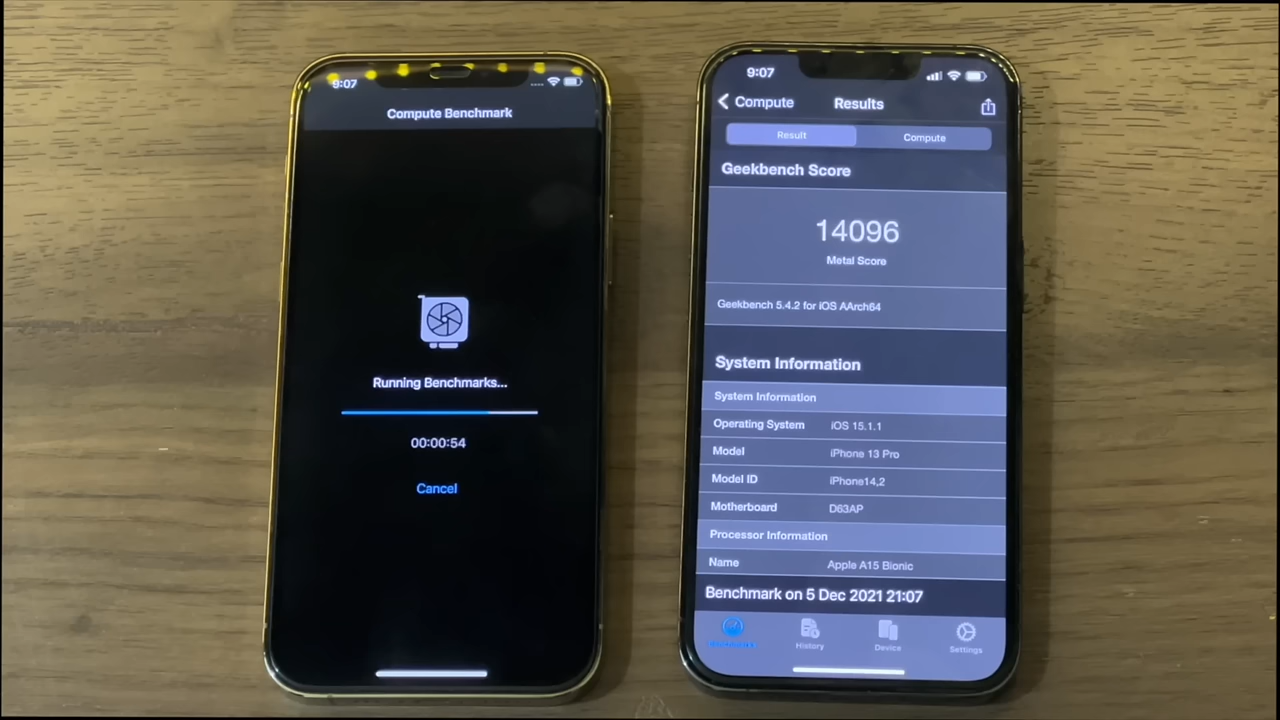 9:07
Compute Benchmark
Running Benchmarks...
00:00:54
Cancel
9:07
Compute
Results
Result
Compute
Geekbench Score
14096
Metal Score
Geekbench 5.4.2 for iOS AArch64
System Information
System Information
Operating System iOS 15.1.1
Model iPhone 13 Pro
Model ID iPhone14,2
Motherboard D63AP
Processor Information
Name Apple A15 Bionic
Benchmark on 5 Dec 2021 21:07
History
Device
Settings